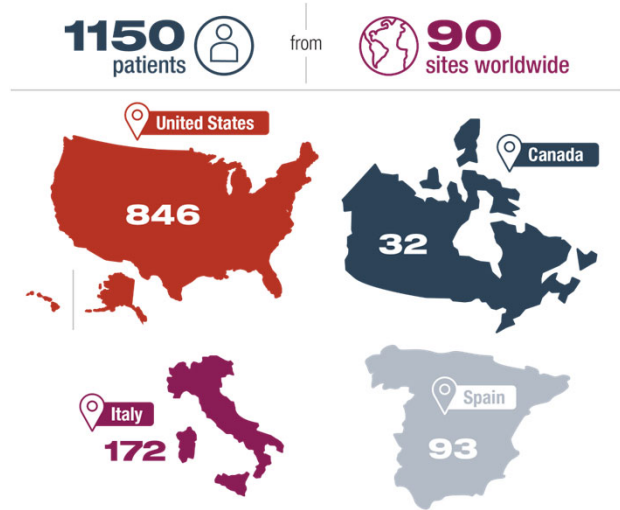 1150
patients
from
90
sites worldwide
United States
846
Canada
32
Italy
172
Spain
93